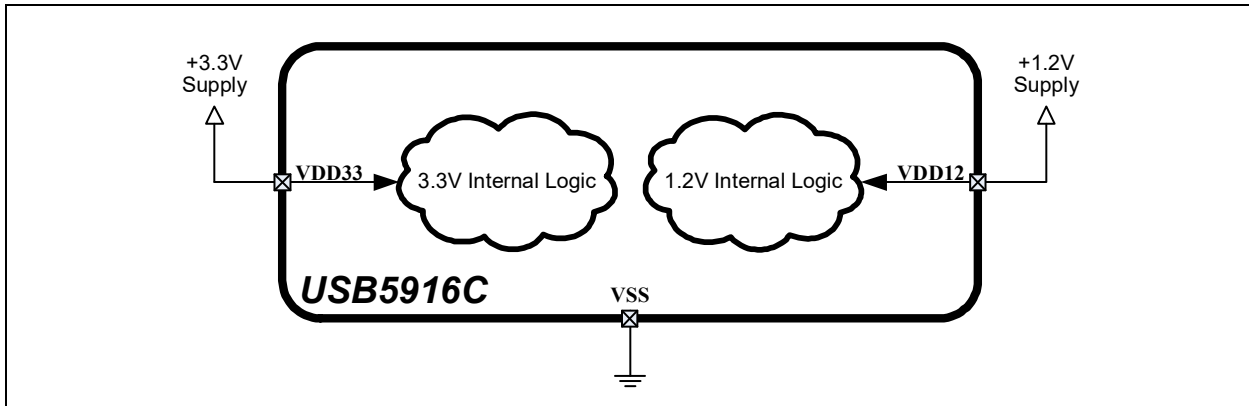 +3.3V
Supply
+1.2V
Supply
VDD33
3.3V Internal Logic
1.2V Internal Logic
VDD12
USB5916C
VSS